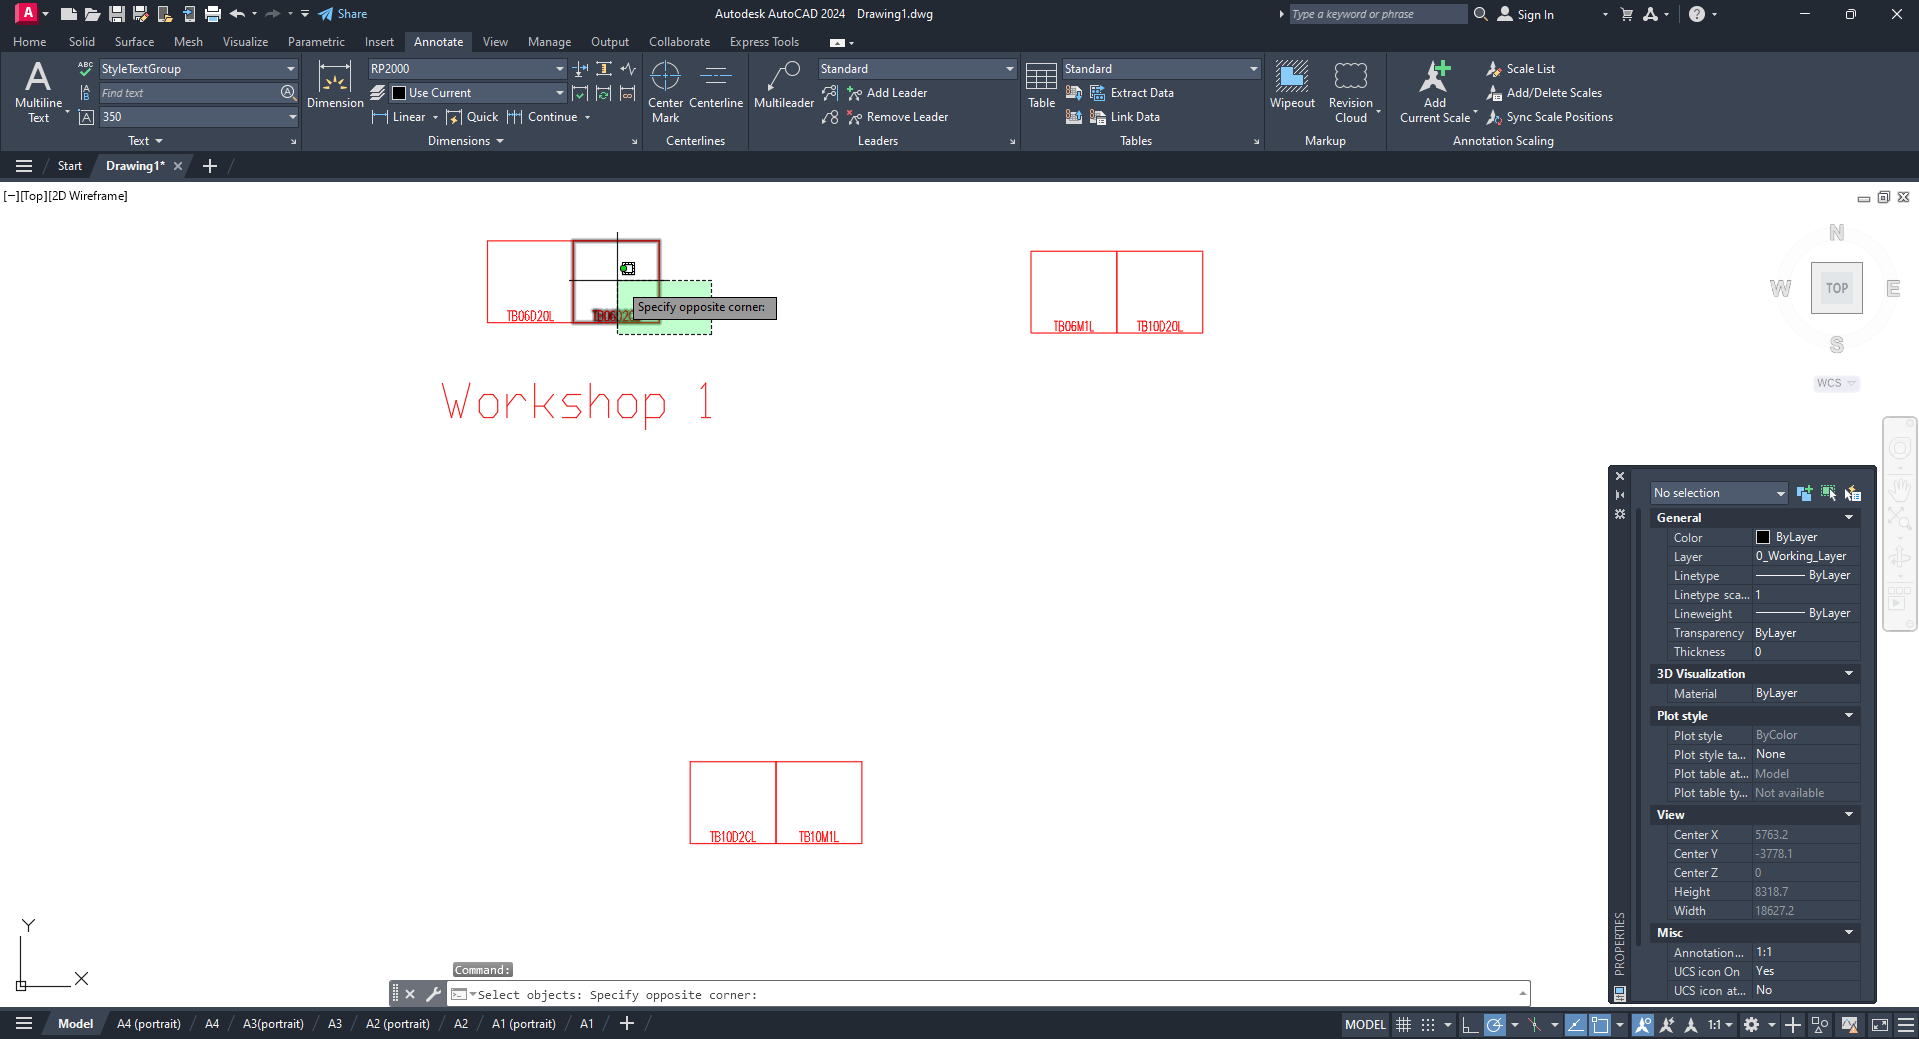 A
Share
Autodesk AutoCAD 2024 Drawing1.dwg
Type a keyword or phrase
Sign In
Home Solid Surface Mesh Visualize Parametric Insert Annotate View Manage Output Collaborate Express Tools
Multiline Text
ABC
StyleTextGroup
Find text
350
Text
Dimension
RP2000
Use Current
Linear Quick Continue
Dimensions
Center Mark
Centerline
Centerlines
Multileader
Standard
Add Leader
Remove Leader
Leaders
Table
Standard
Extract Data
Link Data
Tables
Wipeout
Revision Cloud
Markup
Add Current Scale
Scale List
Add/Delete Scales
Sync Scale Positions
Annotation Scaling
Start Drawing1*
[−][Top][2D Wireframe]
TB06D20L
Specify opposite corner:
TB06M1L TB10D20L
Workshop 1
N
W TOP E
S
WCS
No selection
General
Color ByLayer
Layer 0_Working_Layer
Linetype ByLayer
Linetype sca... 1
Lineweight ByLayer
Transparency ByLayer
Thickness 0
3D Visualization
Material ByLayer
Plot style
Plot style ByColor
Plot style ta... None
Plot table at... Model
Plot table ty... Not available
View
Center X 5763.2
Center Y -3778.1
Center Z 0
Height 8318.7
Width 18627.2
Misc
Annotation... 1:1
UCS icon On Yes
UCS icon at... No
PROPERTIES
TB10D2CL TB10M1L
Y
X
Command:
Select objects: Specify opposite corner:
Model A4 (portrait) A4 A3(portrait) A3 A2 (portrait) A2 A1 (portrait) A1
MODEL
1:1